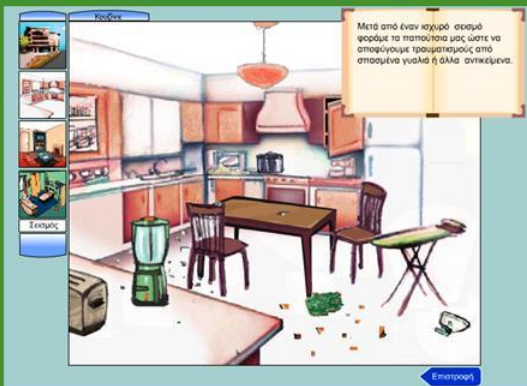 Κουζίνα
Μετά από έναν ισχυρό σεισμό
φοράμε τα παπούτσια μας ώστε να
αποφύγουμε τραυματισμούς από
σπασμένα γυαλιά ή άλλα αντικείμενα.
Σεισμός
Επιστροφή